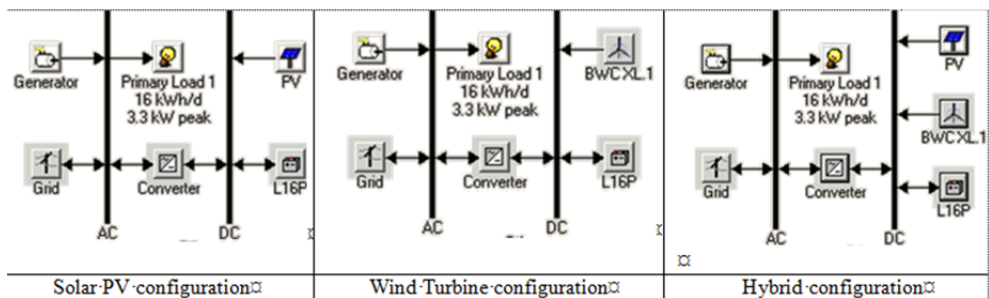 Generator
Primary Load 1
16 kWh/d
3.3 kW peak
PV
Grid
Converter
L16P
AC
DC
¤
Solar·PV·configuration¤
Generator
Primary Load 1
16 kWh/d
3.3 kW peak
BWC XL.1
Grid
Converter
L16P
AC
DC
¤
Wind·Turbine·configuration¤
Generator
Primary Load 1
16 kWh/d
3.3 kW peak
PV
BWC XL.1
Grid
Converter
L16P
AC
DC
¤
Hybrid·configuration¤